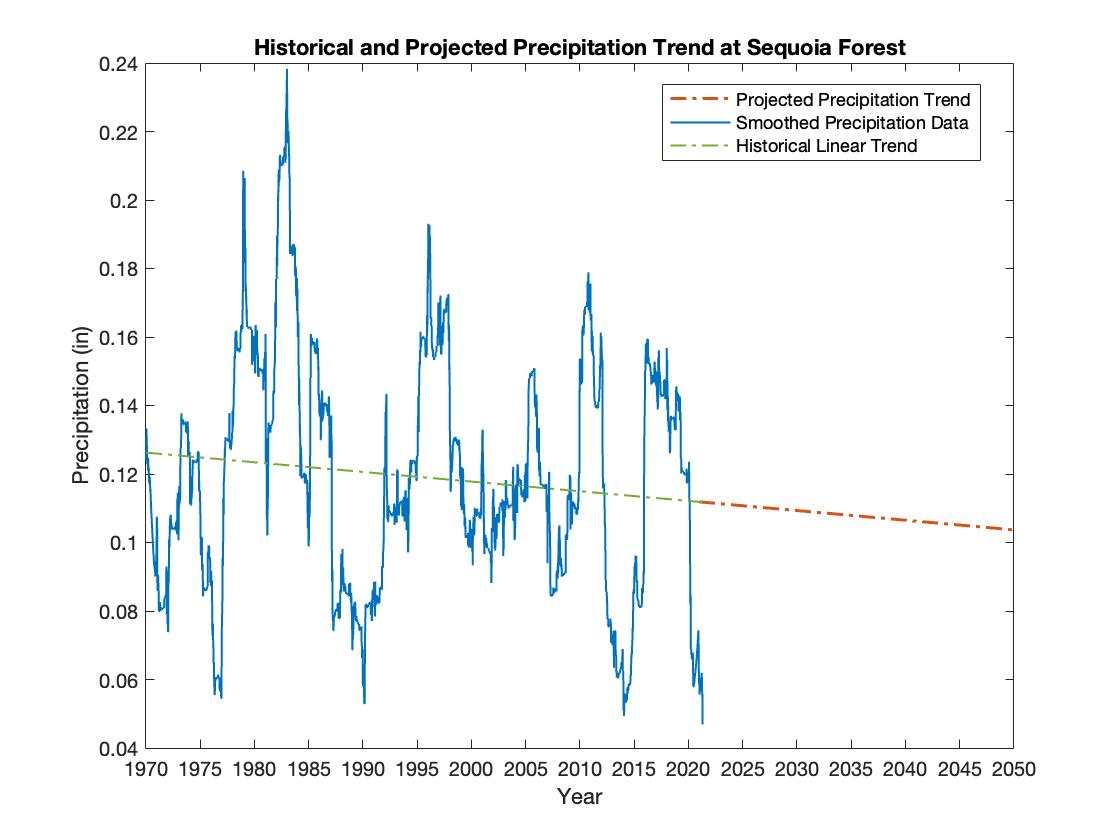 Historical and Projected Precipitation Trend at Sequoia Forest
Projected Precipitation Trend
Smoothed Precipitation Data
Historical Linear Trend
Precipitation (in)
0.24
0.22
0.2
0.18
0.16
0.14
0.12
0.1
0.08
0.06
0.04
1970 1975 1980 1985 1990 1995 2000 2005 2010 2015 2020 2025 2030 2035 2040 2045 2050
Year